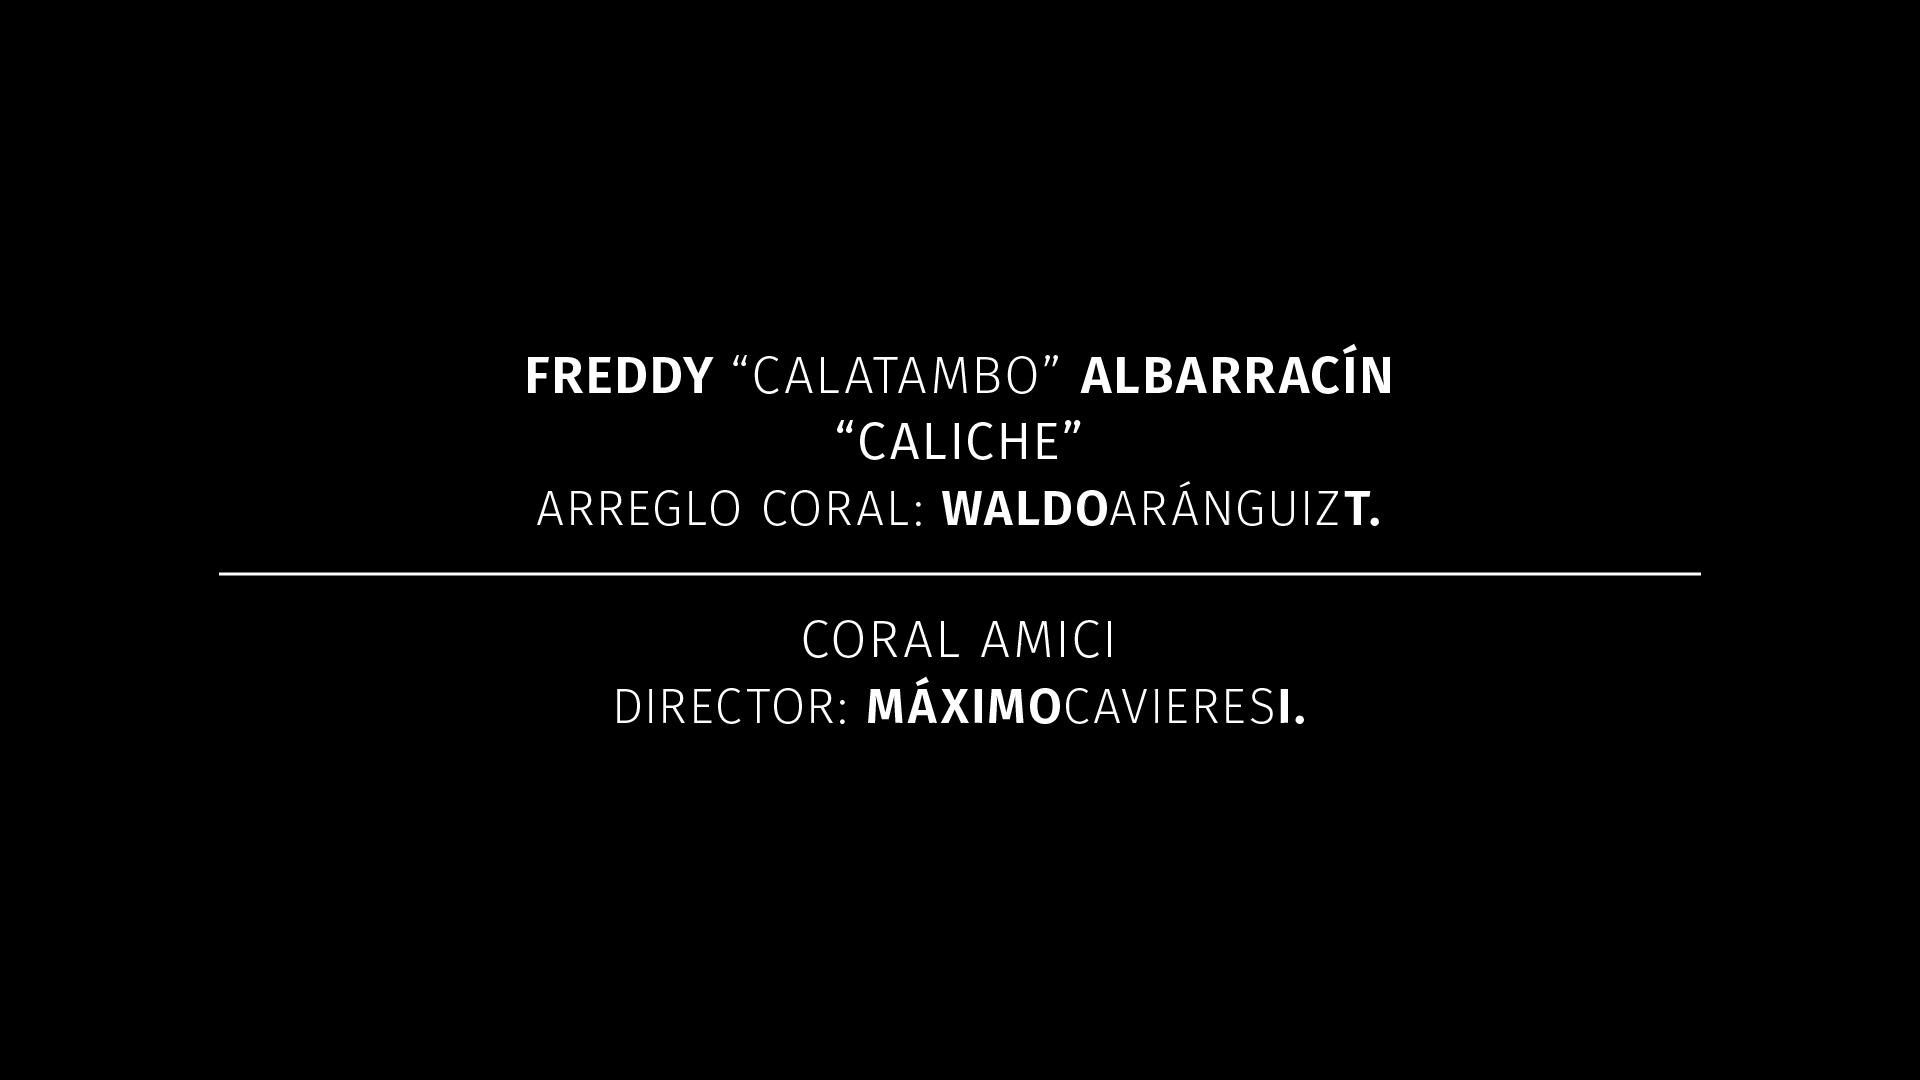 FREDDY “CALATAMBO” ALBARRACÍN
“CALICHE”
ARREGLO CORAL: WALDOARÁNGUIZT.
CORAL AMICI
DIRECTOR: MÁXIMOCAVIERESI.